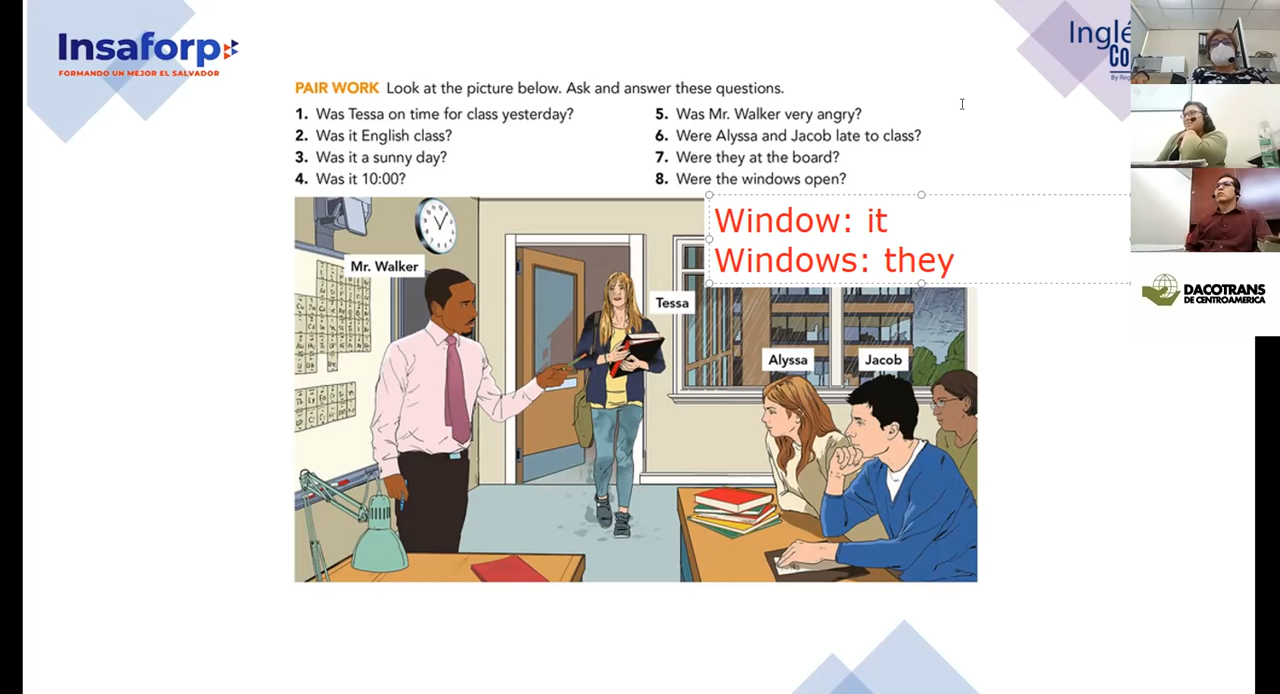 Insaforp
FORMANDO UN MEJOR EL SALVADOR
PAIR WORK Look at the picture below. Ask and answer these questions.
1. Was Tessa on time for class yesterday?
2. Was it English class?
3. Was it a sunny day?
4. Was it 10:00?
5. Was Mr. Walker very angry?
6. Were Alyssa and Jacob late to class?
7. Were they at the board?
8. Were the windows open?
Window: it
Windows: they
Mr. Walker
Tessa
Alyssa
Jacob
DACOTRANS
DE CENTROAMERICA